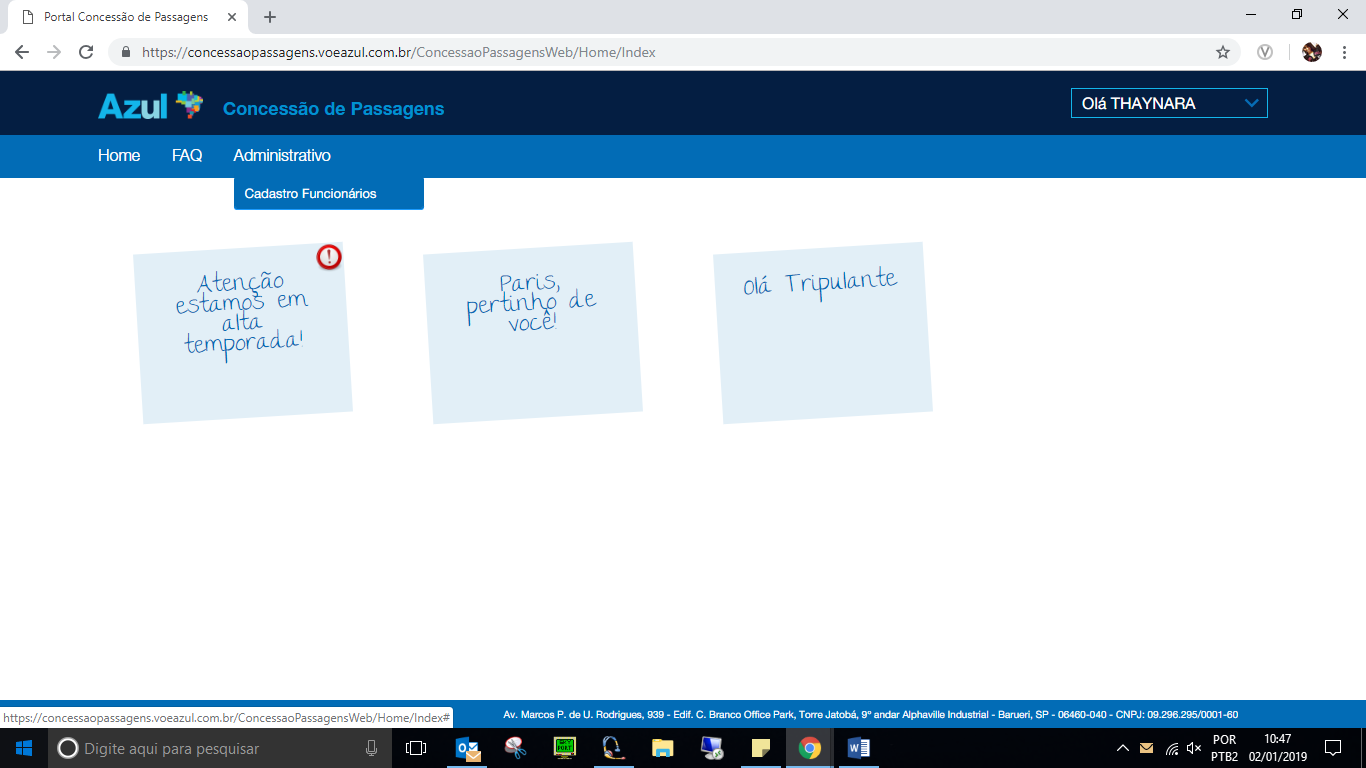 Portal Concessão de Passagens
https://concessaopassagens.voeazul.com.br/ConcessaoPassagensWeb/Home/Index
Azul Concessão de Passagens
Olá THAYNARA
Home FAQ Administrativo
Cadastro Funcionários
Atenção
estamos em
alta
temporada!
Paris,
pertinho de
você!
Olá Tripulante
https://concessaopassagens.voeazul.com.br/ConcessaoPassagensWeb/Home/Index#
Av. Marcos P. de U. Rodrigues, 939 - Edif. C. Branco Office Park, Torre Jatobá, 9º andar Alphaville Industrial - Barueri, SP - 06460-040 - CNPJ: 09.296.295/0001-60
Digite aqui para pesquisar
POR
PTB2
10:47
02/01/2019